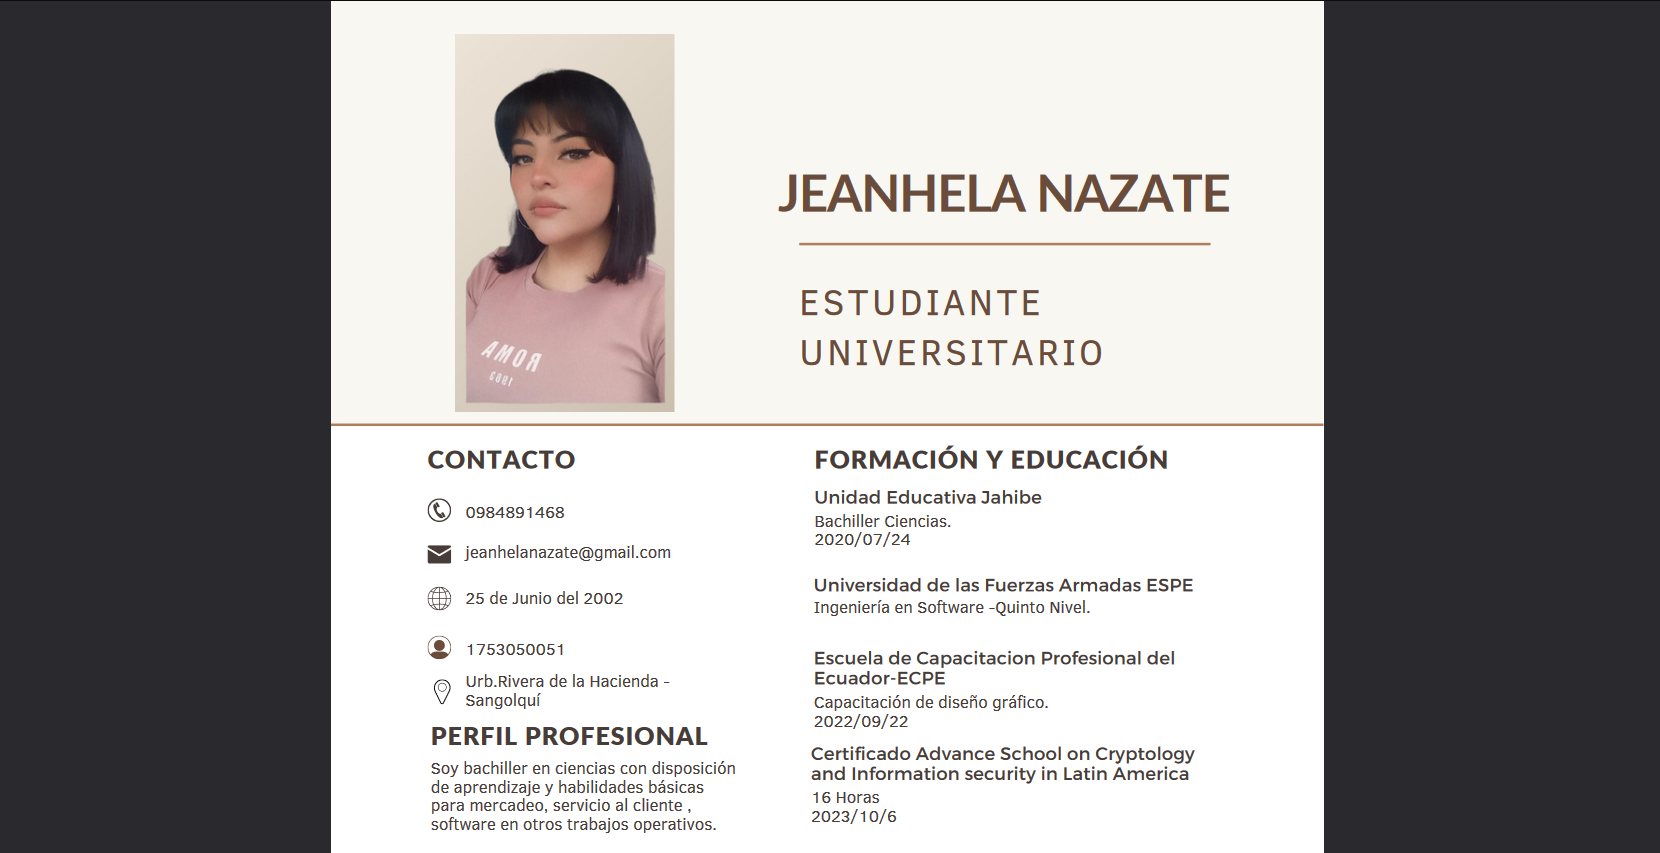 JEANHELA NAZATE
ESTUDIANTE
UNIVERSITARIO
AMOR
CONTACTO
0984891468
jeanhelanazate@gmail.com
25 de Junio del 2002
1753050051
Urb.Rivera de la Hacienda -
Sangolquí
PERFIL PROFESIONAL
Soy bachiller en ciencias con disposición
de aprendizaje y habilidades básicas
para mercadeo, servicio al cliente ,
software en otros trabajos operativos.
FORMACIÓN Y EDUCACIÓN
Unidad Educativa Jahibe
Bachiller Ciencias.
2020/07/24
Universidad de las Fuerzas Armadas ESPE
Ingeniería en Software -Quinto Nivel.
Escuela de Capacitacion Profesional del
Ecuador-ECPE
Capacitación de diseño gráfico.
2022/09/22
Certificado Advance School on Cryptology
and Information security in Latin America
16 Horas
2023/10/6